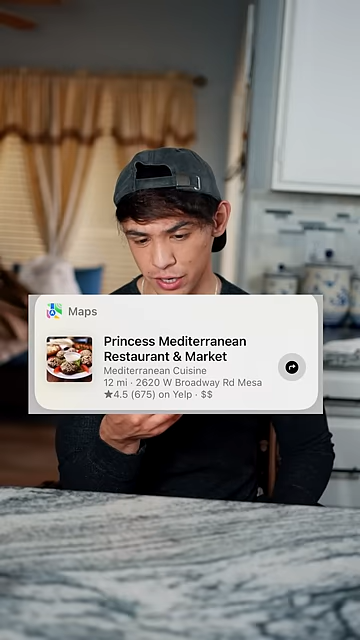 Maps
Princess Mediterranean
Restaurant & Market
Mediterranean Cuisine
12 mi · 2620 W Broadway Rd Mesa
★4.5 (675) on Yelp · $$